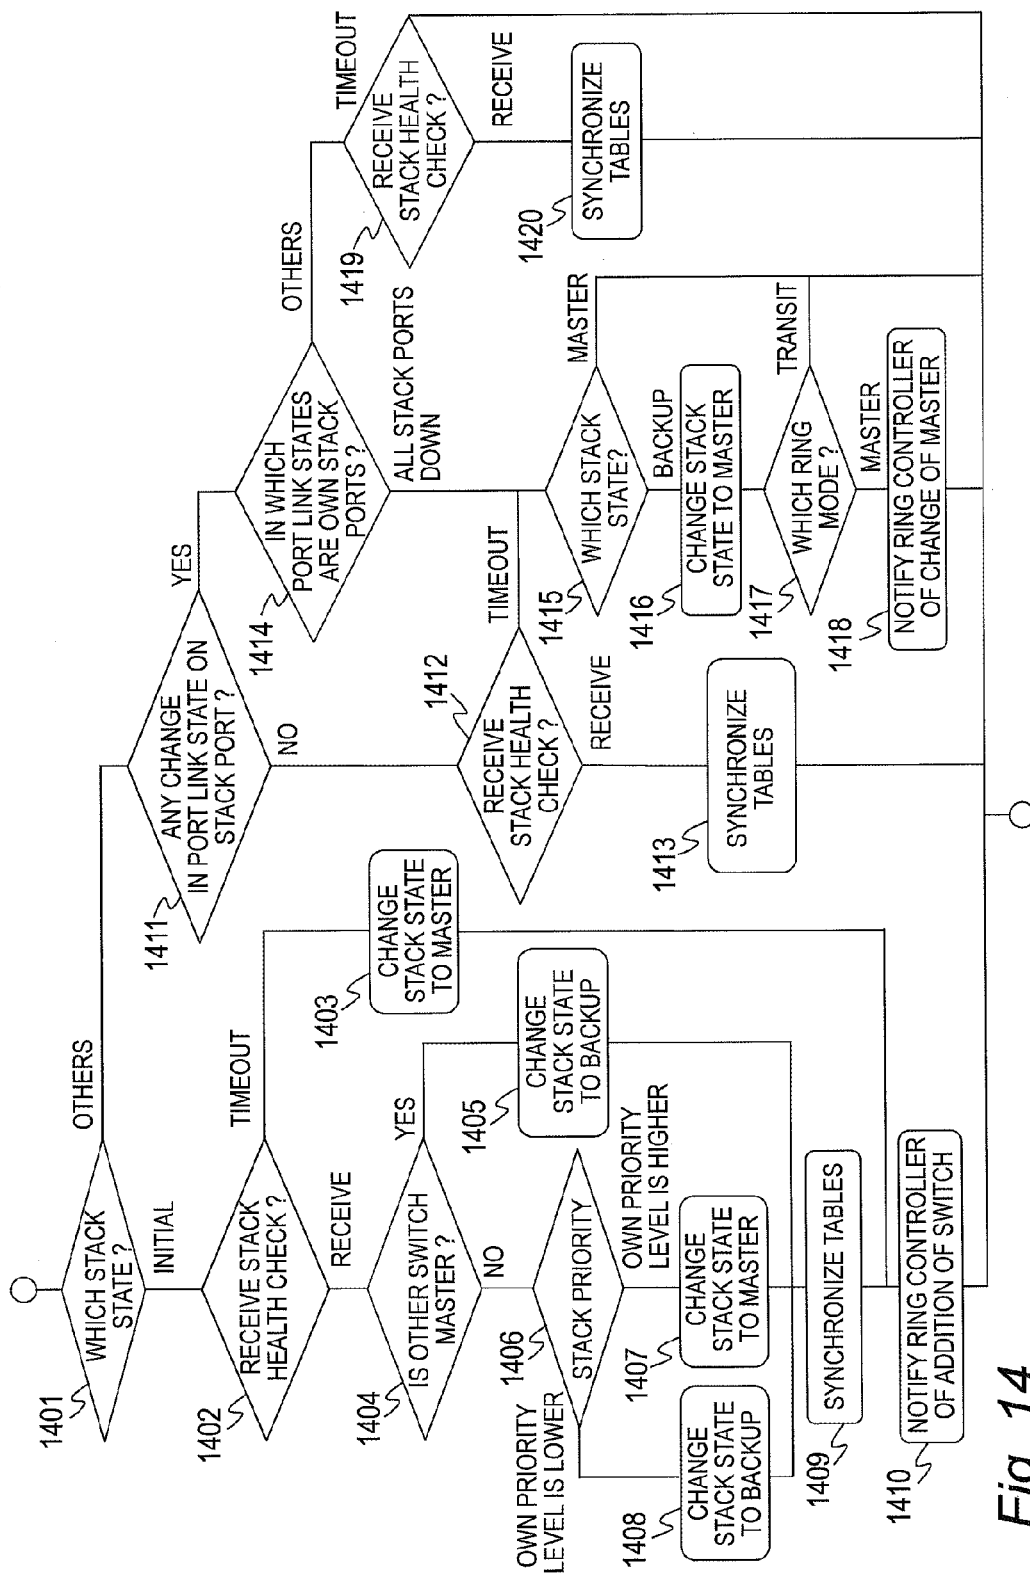 1401
WHICH STACK
STATE ?
OTHERS
INITIAL
1402
RECEIVE STACK
HEALTH CHECK ?
TIMEOUT
RECEIVE
1403
CHANGE
STACK STATE
TO MASTER
1404
IS OTHER SWITCH
MASTER ?
YES
NO
1405
CHANGE
STACK STATE
TO BACKUP
1406
STACK PRIORITY
OWN PRIORITY
LEVEL IS LOWER
OWN PRIORITY
LEVEL IS HIGHER
1407
CHANGE
STACK STATE
TO MASTER
1408
CHANGE
STACK STATE
TO BACKUP
1409
SYNCHRONIZE TABLES
1410
NOTIFY RING CONTROLLER
OF ADDITION OF SWITCH
1411
ANY CHANGE
IN PORT LINK STATE ON
STACK PORT ?
YES
NO
1412
RECEIVE
STACK HEALTH
CHECK ?
TIMEOUT
RECEIVE
1413
SYNCHRONIZE
TABLES
1414
IN WHICH
PORT LINK STATES
ARE OWN STACK
PORTS ?
OTHERS
ALL STACK PORTS
DOWN
1415
WHICH STACK
STATE?
MASTER
BACKUP
1416
CHANGE STACK
STATE TO MASTER
1417
WHICH RING
MODE ?
TRANSIT
MASTER
1418
NOTIFY RING CONTROLLER
OF CHANGE OF MASTER
1419
RECEIVE
STACK HEALTH
CHECK ?
TIMEOUT
RECEIVE
1420
SYNCHRONIZE
TABLES
Fig. 14